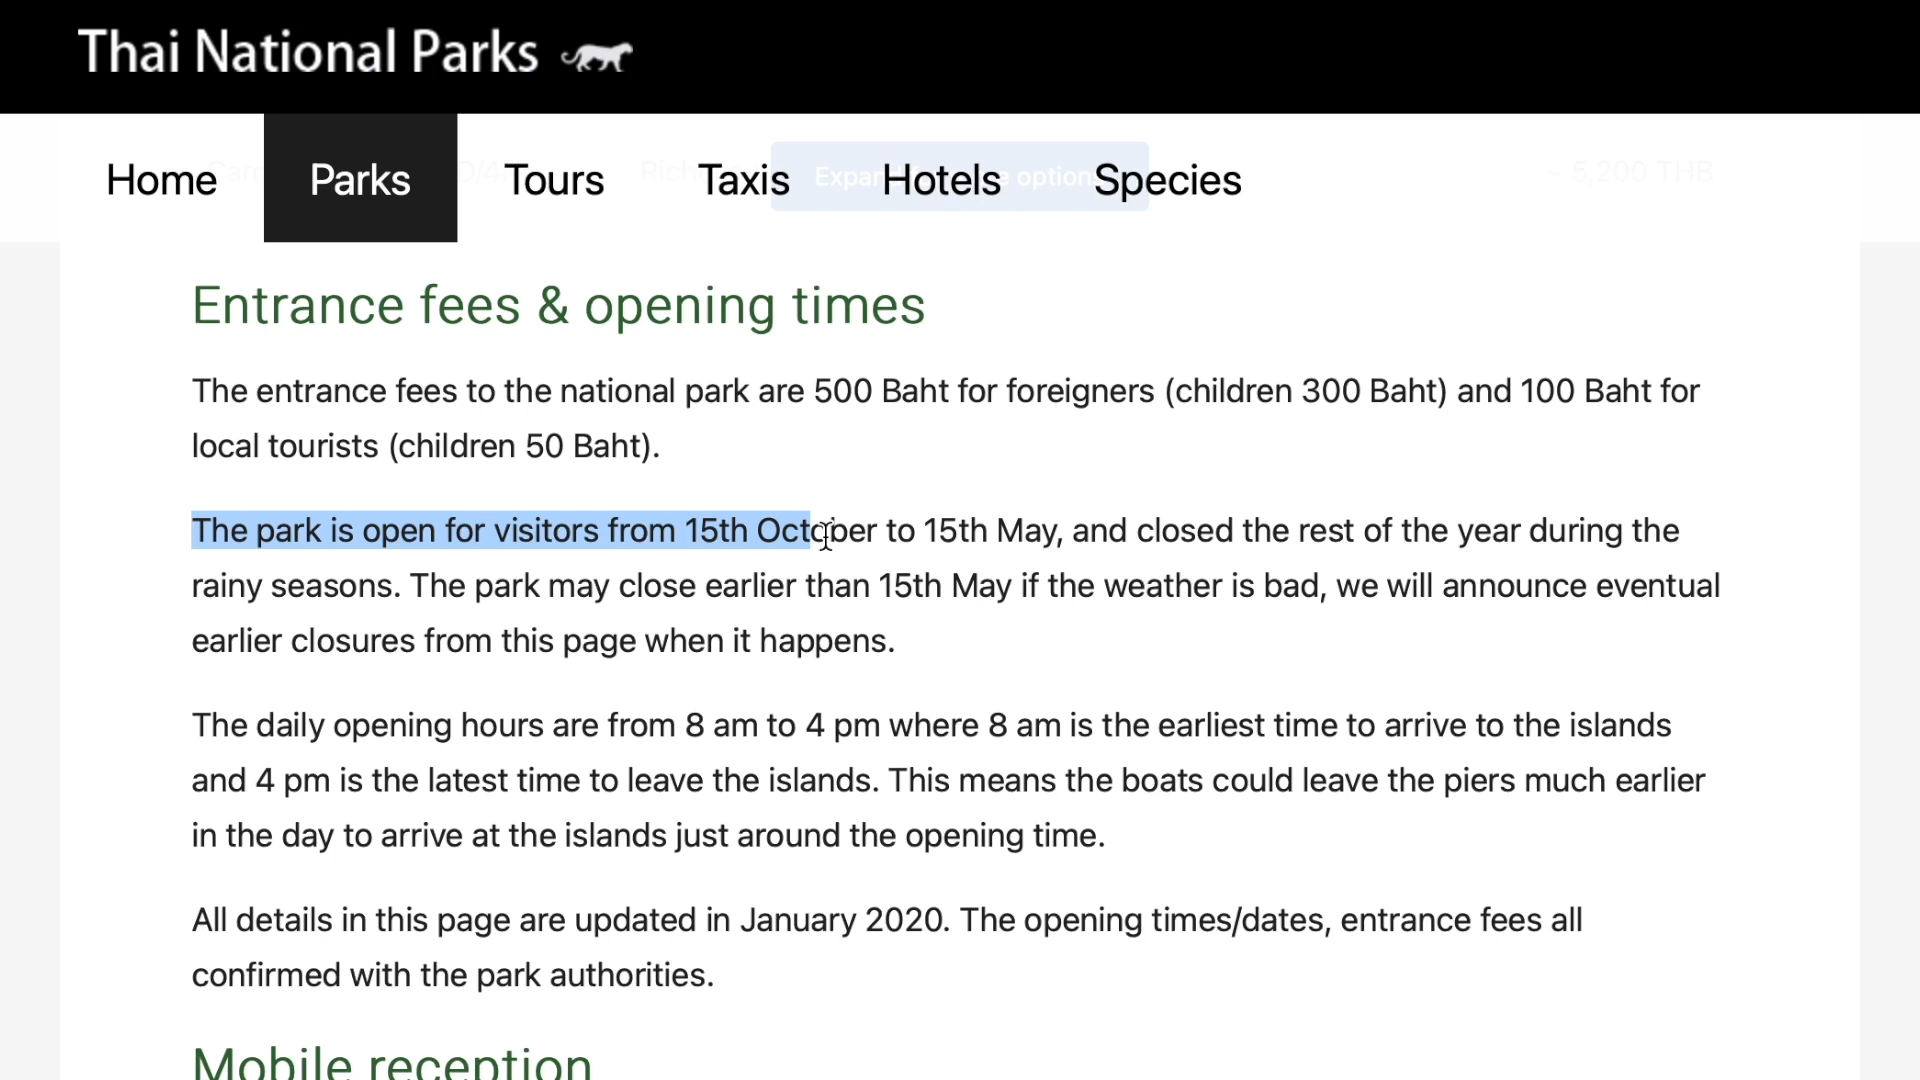 Thai National Parks
Home Parks Tours Taxis Hotels Species
~ 5,200 THB
Entrance fees & opening times
The entrance fees to the national park are 500 Baht for foreigners (children 300 Baht) and 100 Baht for
local tourists (children 50 Baht).
The park is open for visitors from 15th October to 15th May, and closed the rest of the year during the
rainy seasons. The park may close earlier than 15th May if the weather is bad, we will announce eventual
earlier closures from this page when it happens.
The daily opening hours are from 8 am to 4 pm where 8 am is the earliest time to arrive to the islands
and 4 pm is the latest time to leave the islands. This means the boats could leave the piers much earlier
in the day to arrive at the islands just around the opening time.
All details in this page are updated in January 2020. The opening times/dates, entrance fees all
confirmed with the park authorities.
Mobile reception